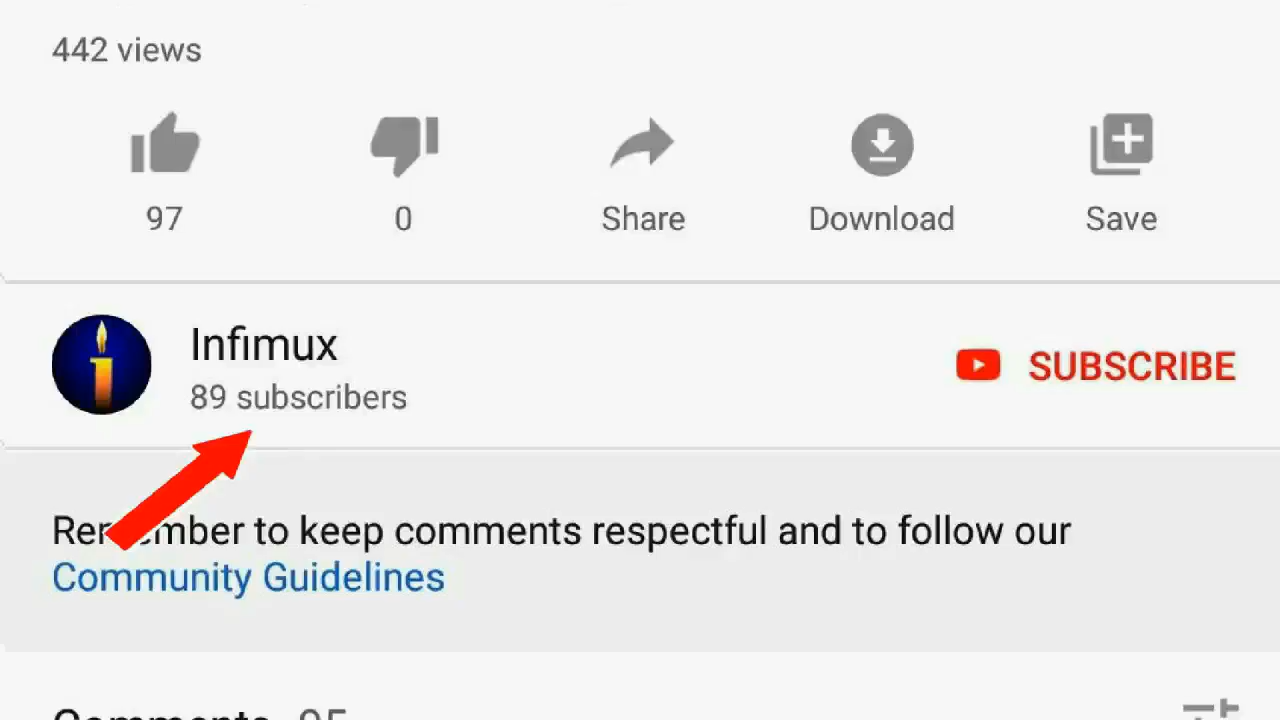 442 views
97 0 Share Download Save
Infimux
89 subscribers
SUBSCRIBE
Remember to keep comments respectful and to follow our
Community Guidelines
Comments